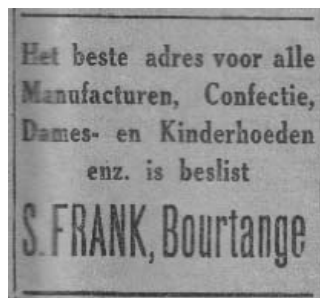 Het beste adres voor alle
Manufacturen, Confectie,
Dames- en Kinderhoeden
enz. is beslist
S. FRANK, Bourtange